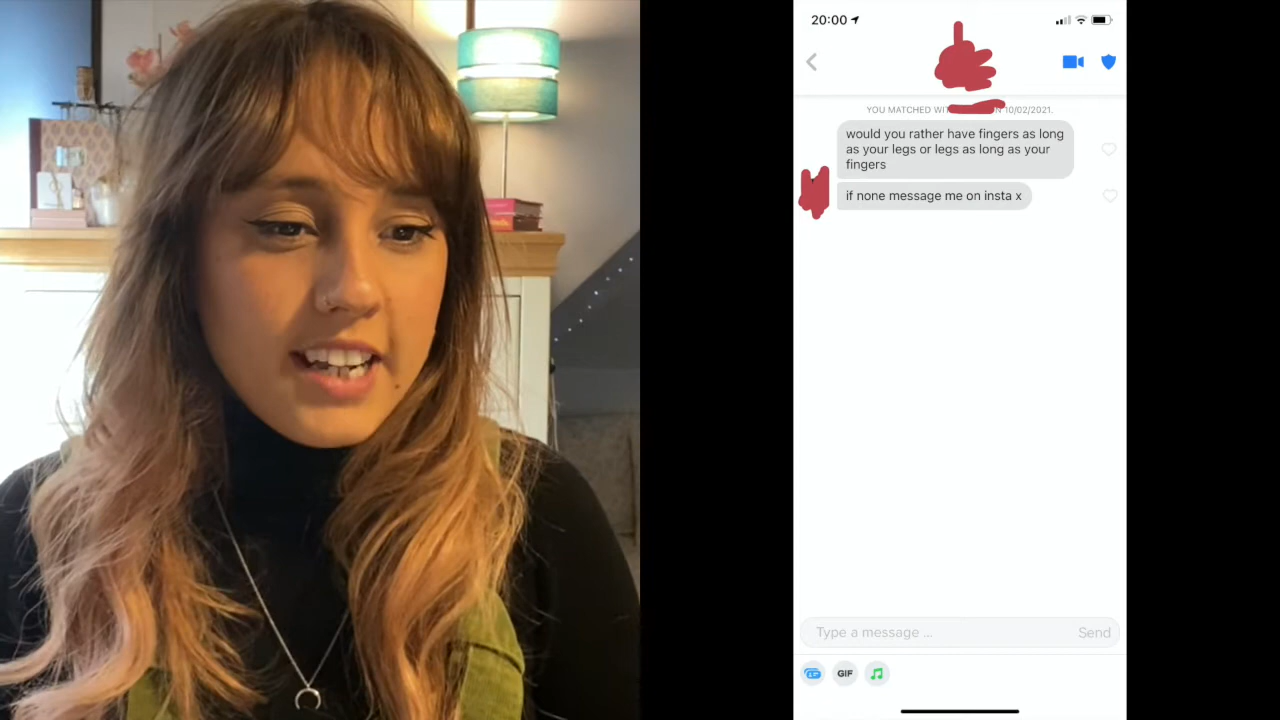 20:00
YOU MATCHED WI
N 10/02/2021.
would you rather have fingers as long
as your legs or legs as long as your
fingers
if none message me on insta x
Type a message ...
Send
GIF